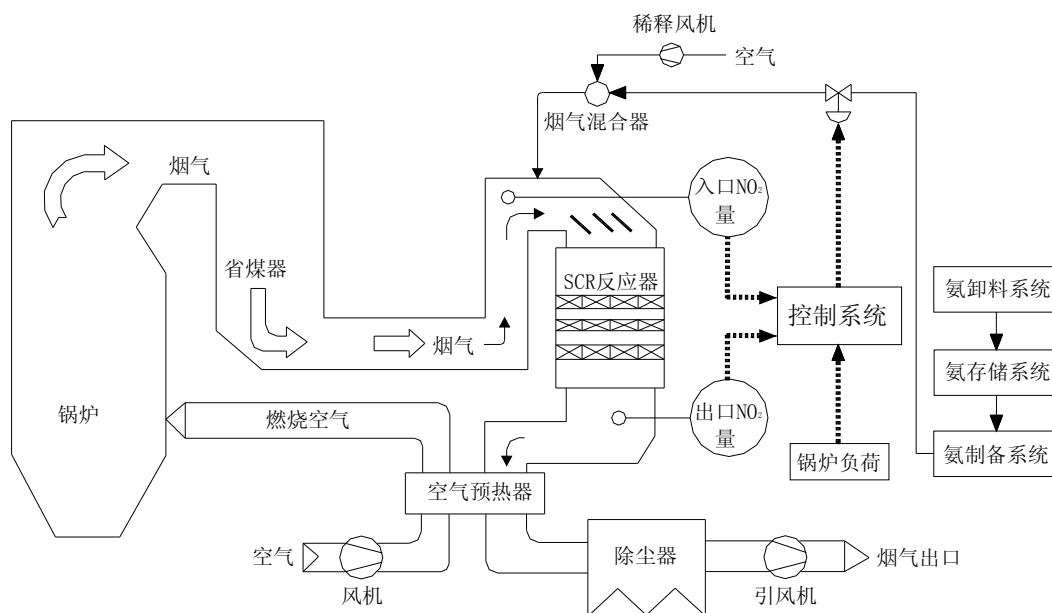 稀释风机
空气
烟气混合器
烟气
入口NO₂
量
省煤器
SCR反应器
氨卸料系统
控制系统
烟气
氨存储系统
锅炉
燃烧空气
出口NO₂
量
氨制备系统
锅炉负荷
空气预热器
空气
除尘器
烟气出口
风机
引风机